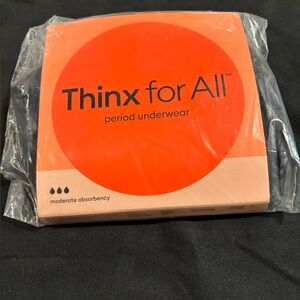 Thinx for All™
period underwear
moderate absorbency